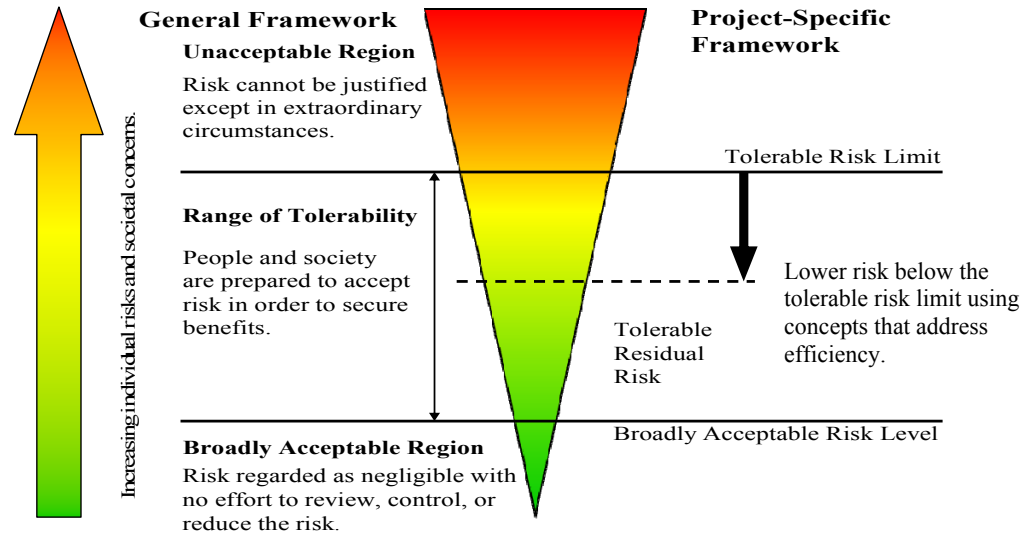 General Framework
Project-Specific
Framework
Unacceptable Region
Risk cannot be justified
except in extraordinary
circumstances.
Tolerable Risk Limit
Increasing individual risks and societal concerns.
Range of Tolerability
People and society
are prepared to accept
risk in order to secure
benefits.
Lower risk below the
tolerable risk limit using
concepts that address
efficiency.
Tolerable
Residual
Risk
Broadly Acceptable Risk Level
Broadly Acceptable Region
Risk regarded as negligible with
no effort to review, control, or
reduce the risk.